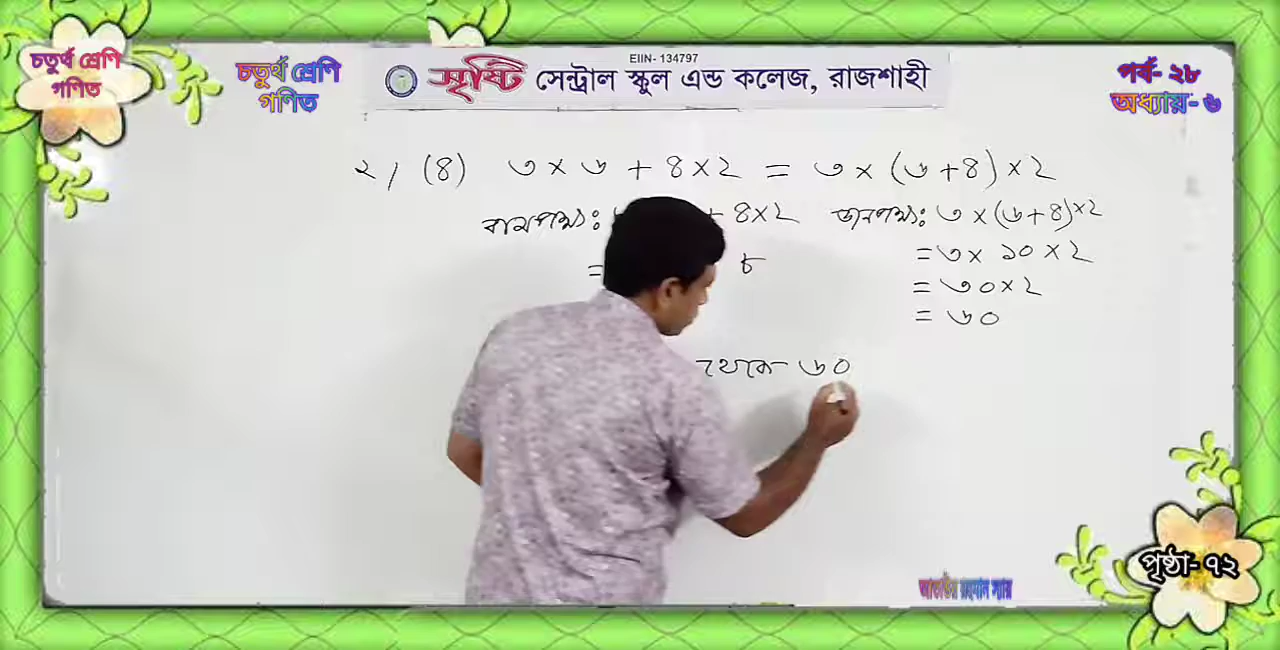 চতুর্থ শ্রেণি
গণিত
চতুর্থ শ্রেণি
গণিত
EIIN- 134797
সৃষ্টি সেন্ট্রাল স্কুল এন্ড কলেজ, রাজশাহী
পর্ব- ২৮
অধ্যায়- ৬
২। (৪) ৩ × ৬ + ৪ × ২ = ৩ × (৬ + ৪) × ২
বামপক্ষঃ + ৪ × ২
ডানপক্ষঃ ৩ × (৬ + ৪) × ২
= ৮
= ৩ × ১০ × ২
= ৩০ × ২
= ৬০
থেকে ৬০
পৃষ্ঠা- ৭২
রহমান স্যার